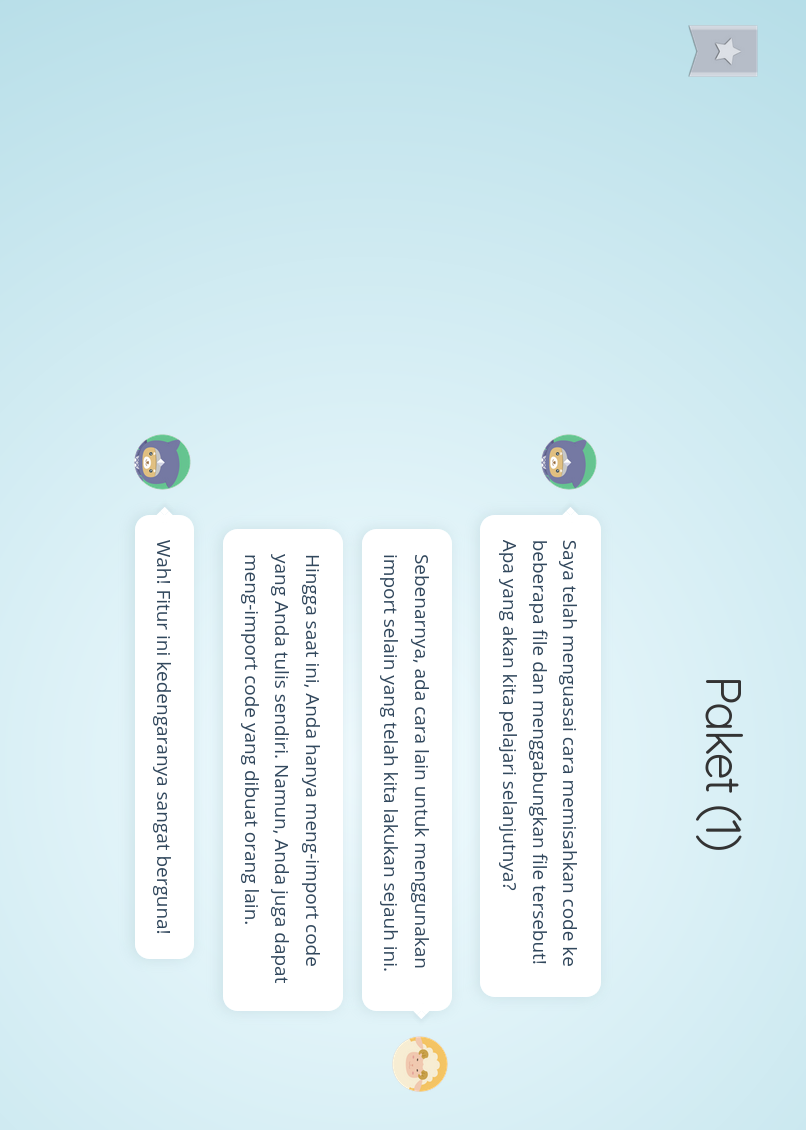 Paket (1)
Saya telah menguasai cara memisahkan code ke
beberapa file dan menggabungkan file tersebut!
Apa yang akan kita pelajari selanjutnya?
Sebenarnya, ada cara lain untuk menggunakan
import selain yang telah kita lakukan sejauh ini.
Hingga saat ini, Anda hanya meng-import code
yang Anda tulis sendiri. Namun, Anda juga dapat
meng-import code yang dibuat orang lain.
Wah! Fitur ini kedengaranya sangat berguna!